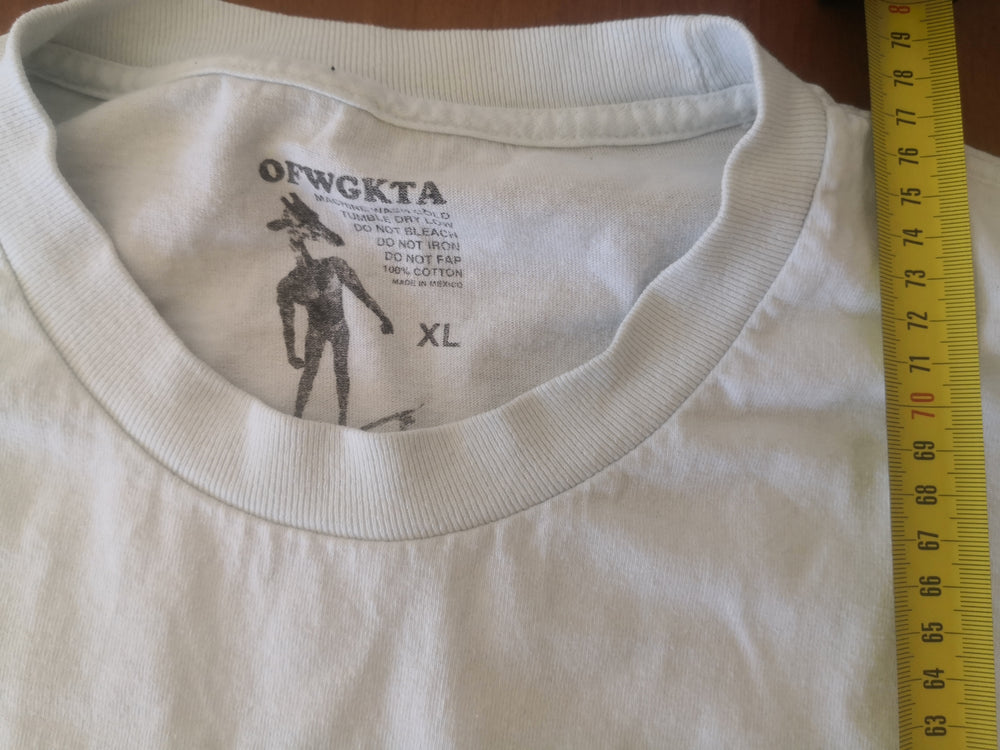 OFWGKTA
MACHINE WASH COLD
TUMBLE DRY LOW
DO NOT BLEACH
DO NOT IRON
DO NOT FAP
100% COTTON
MADE IN MEXICO
XL
8
79
78
77
76
75
74
73
72
71
70
69
68
67
66
65
64
63